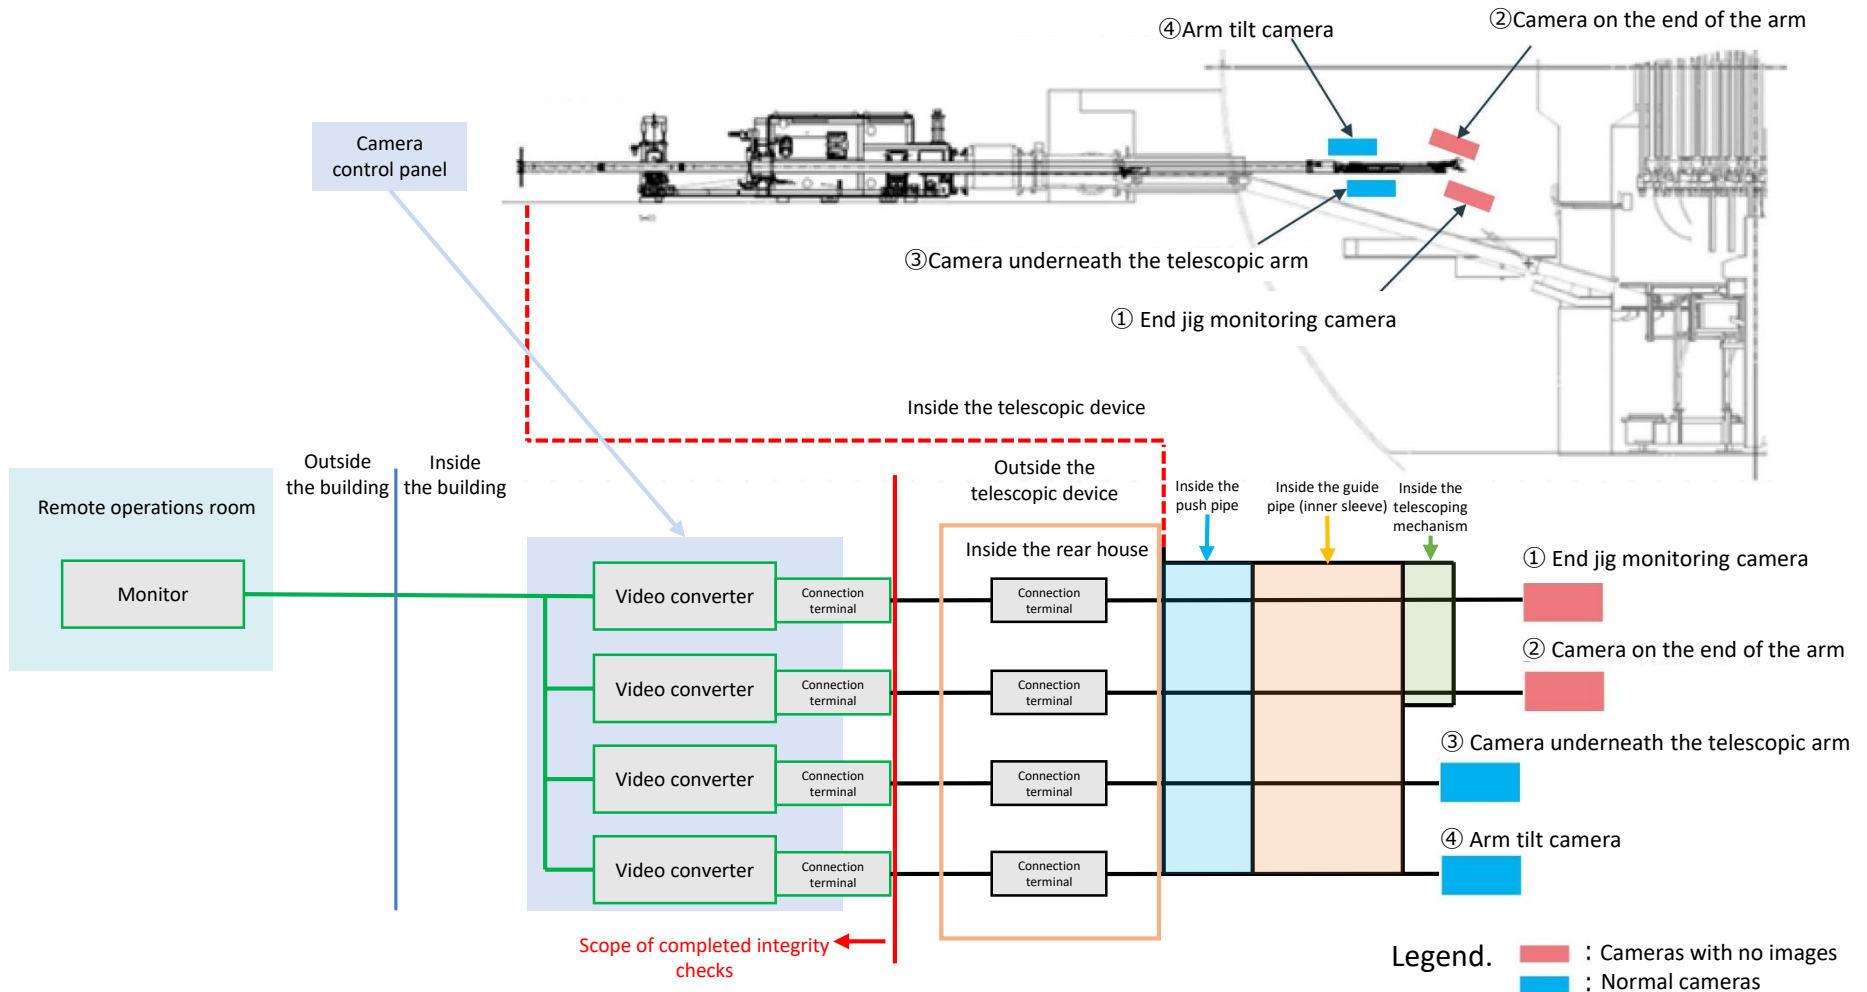 ②Camera on the end of the arm
④Arm tilt camera
Camera
control panel
③Camera underneath the telescopic arm
① End jig monitoring camera
Inside the telescopic device
Outside
the building
Inside
the building
Outside the
telescopic device
Inside the
push pipe
Inside the guide
pipe (inner sleeve)
Inside the
telescoping
mechanism
Remote operations room
Monitor
Inside the rear house
① End jig monitoring camera
Video converter
Connection
terminal
Connection
terminal
② Camera on the end of the arm
Video converter
Connection
terminal
Connection
terminal
③ Camera underneath the telescopic arm
Video converter
Connection
terminal
Connection
terminal
④ Arm tilt camera
Video converter
Connection
terminal
Connection
terminal
Scope of completed integrity
checks
Legend.
: Cameras with no images
: Normal cameras